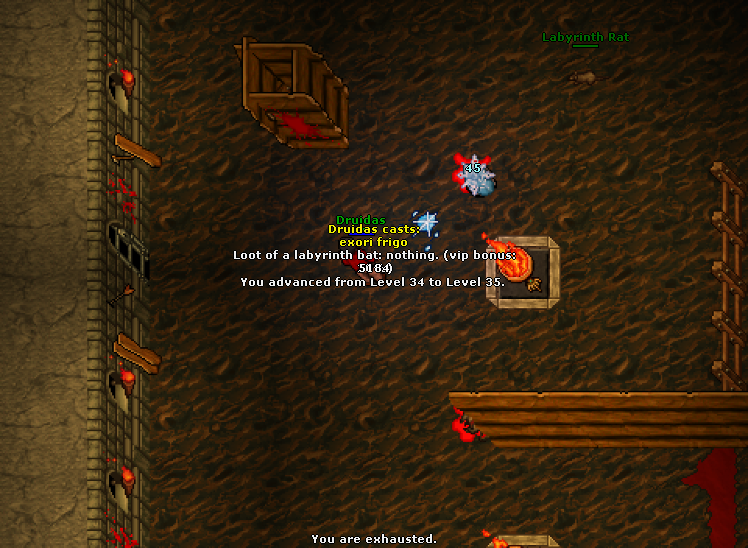 Labyrinth Rat
45
Druidas
Druidas casts:
exori frigo
Loot of a labyrinth bat: nothing. (vip bonus:
You advanced from Level 34 to Level 35.
You are exhausted.